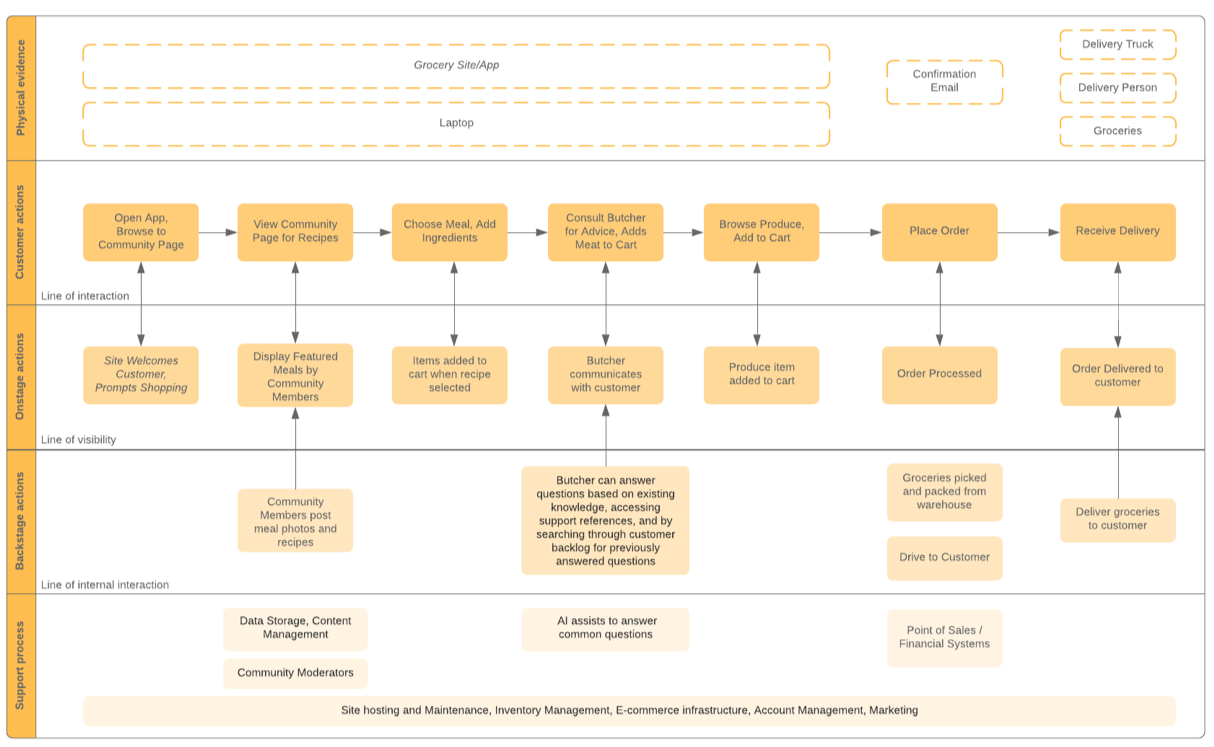 Physical evidence
Grocery Site/App
Laptop
Confirmation
Email
Delivery Truck
Delivery Person
Groceries
Customer actions
Open App,
Browse to
Community Page
View Community
Page for Recipes
Choose Meal, Add
Ingredients
Consult Butcher
for Advice, Adds
Meat to Cart
Browse Produce,
Add to Cart
Place Order
Receive Delivery
Line of interaction
Onstage actions
Site Welcomes
Customer,
Prompts Shopping
Display Featured
Meals by
Community
Members
Items added to
cart when recipe
selected
Butcher
communicates
with customer
Produce item
added to cart
Order Processed
Order Delivered to
customer
Line of visibility
Backstage actions
Community
Members post
meal photos and
recipes
Butcher can answer
questions based on existing
knowledge, accessing
support references, and by
searching through customer
backlog for previously
answered questions
Groceries picked
and packed from
warehouse
Drive to Customer
Deliver groceries
to customer
Line of internal interaction
Support process
Data Storage, Content
Management
Community Moderators
AI assists to answer
common questions
Point of Sales /
Financial Systems
Site hosting and Maintenance, Inventory Management, E-commerce infrastructure, Account Management, Marketing